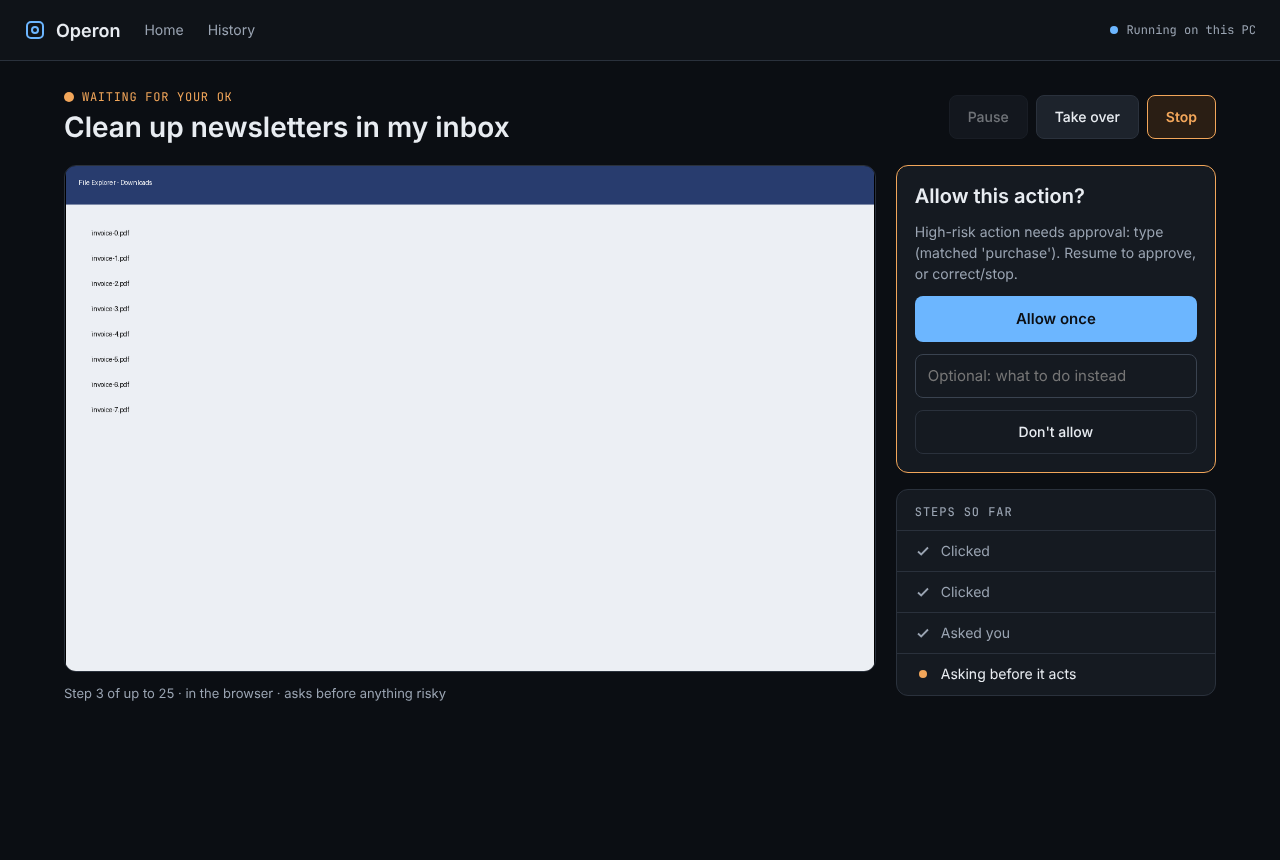 Operon
Home
History
Running on this PC
WAITING FOR YOUR OK
Clean up newsletters in my inbox
Pause
Take over
Stop
File Explorer - Downloads
invoice-0.pdf
invoice-1.pdf
invoice-2.pdf
invoice-3.pdf
invoice-4.pdf
invoice-5.pdf
invoice-6.pdf
invoice-7.pdf
Step 3 of up to 25 · in the browser · asks before anything risky
Allow this action?
High-risk action needs approval: type
(matched 'purchase'). Resume to approve,
or correct/stop.
Allow once
Optional: what to do instead
Don't allow
STEPS SO FAR
Clicked
Clicked
Asked you
Asking before it acts